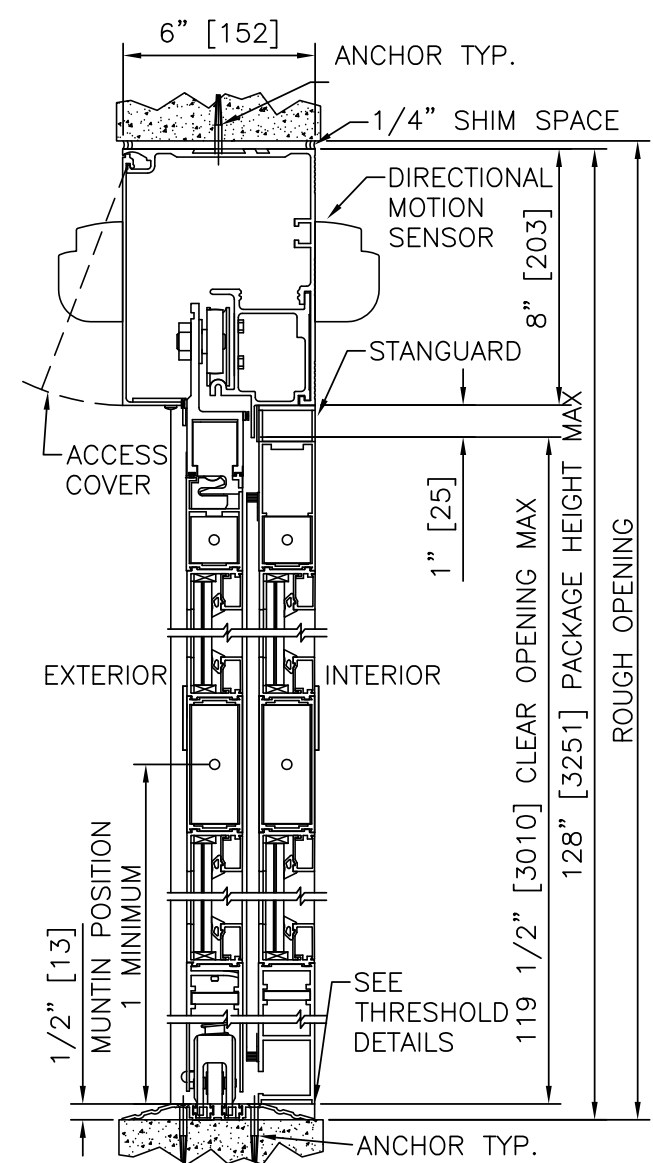 6” [152]
ANCHOR TYP.
1/4” SHIM SPACE
DIRECTIONAL
MOTION
SENSOR
8” [203]
STANGUARD
ACCESS
COVER
1” [25]
EXTERIOR
INTERIOR
119 1/2” [3010] CLEAR OPENING MAX
128” [3251] PACKAGE HEIGHT MAX
ROUGH OPENING
MUNTIN POSITION
1 MINIMUM
1/2” [13]
SEE
THRESHOLD
DETAILS
ANCHOR TYP.